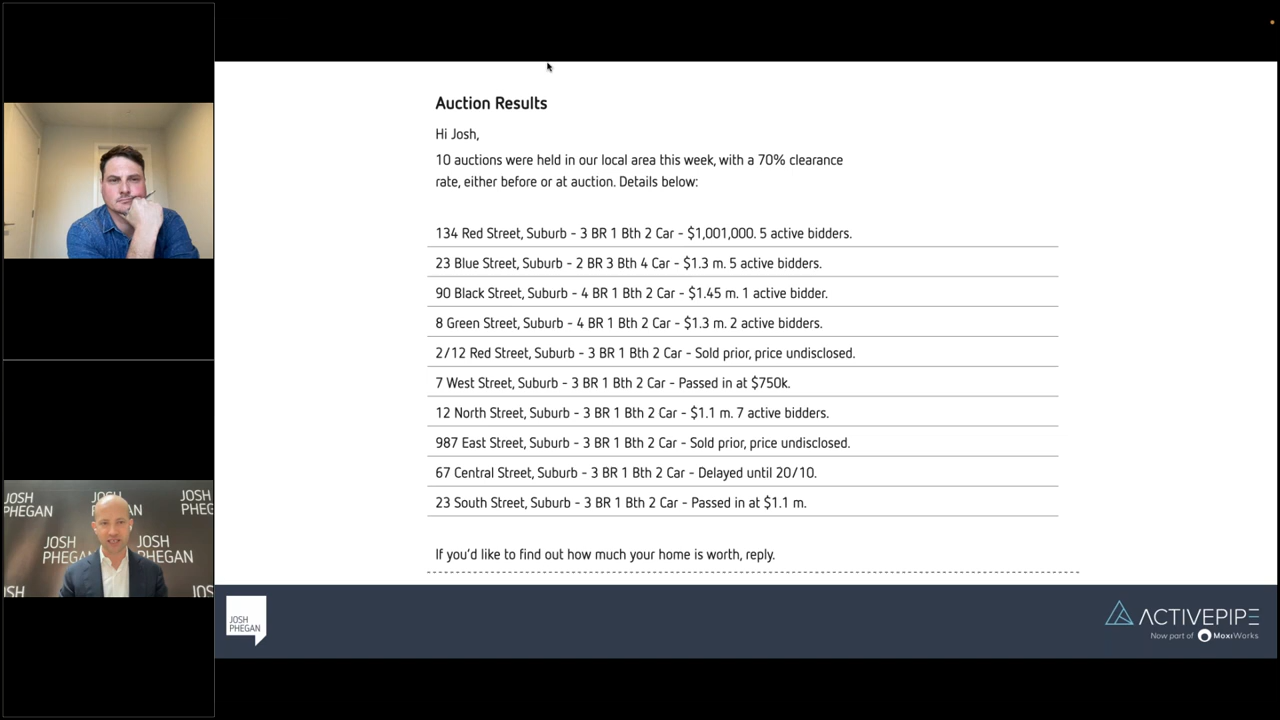 Auction Results
Hi Josh,
10 auctions were held in our local area this week, with a 70% clearance
rate, either before or at auction. Details below:
134 Red Street, Suburb - 3 BR 1 Bth 2 Car - $1,001,000. 5 active bidders.
23 Blue Street, Suburb - 2 BR 3 Bth 4 Car - $1.3 m. 5 active bidders.
90 Black Street, Suburb - 4 BR 1 Bth 2 Car - $1.45 m. 1 active bidder.
8 Green Street, Suburb - 4 BR 1 Bth 2 Car - $1.3 m. 2 active bidders.
2/12 Red Street, Suburb - 3 BR 1 Bth 2 Car - Sold prior, price undisclosed.
7 West Street, Suburb - 3 BR 1 Bth 2 Car - Passed in at $750k.
12 North Street, Suburb - 3 BR 1 Bth 2 Car - $1.1 m. 7 active bidders.
987 East Street, Suburb - 3 BR 1 Bth 2 Car - Sold prior, price undisclosed.
67 Central Street, Suburb - 3 BR 1 Bth 2 Car - Delayed until 20/10.
23 South Street, Suburb - 3 BR 1 Bth 2 Car - Passed in at $1.1 m.
If you'd like to find out how much your home is worth, reply.
JOSH
PHEGAN
ACTIVEPIPE
Now part of MoxiWorks
JOSH JOSH JOSH
PHEGAN PHEGAN
JOSH JOSH
PHEGAN PHEGAN